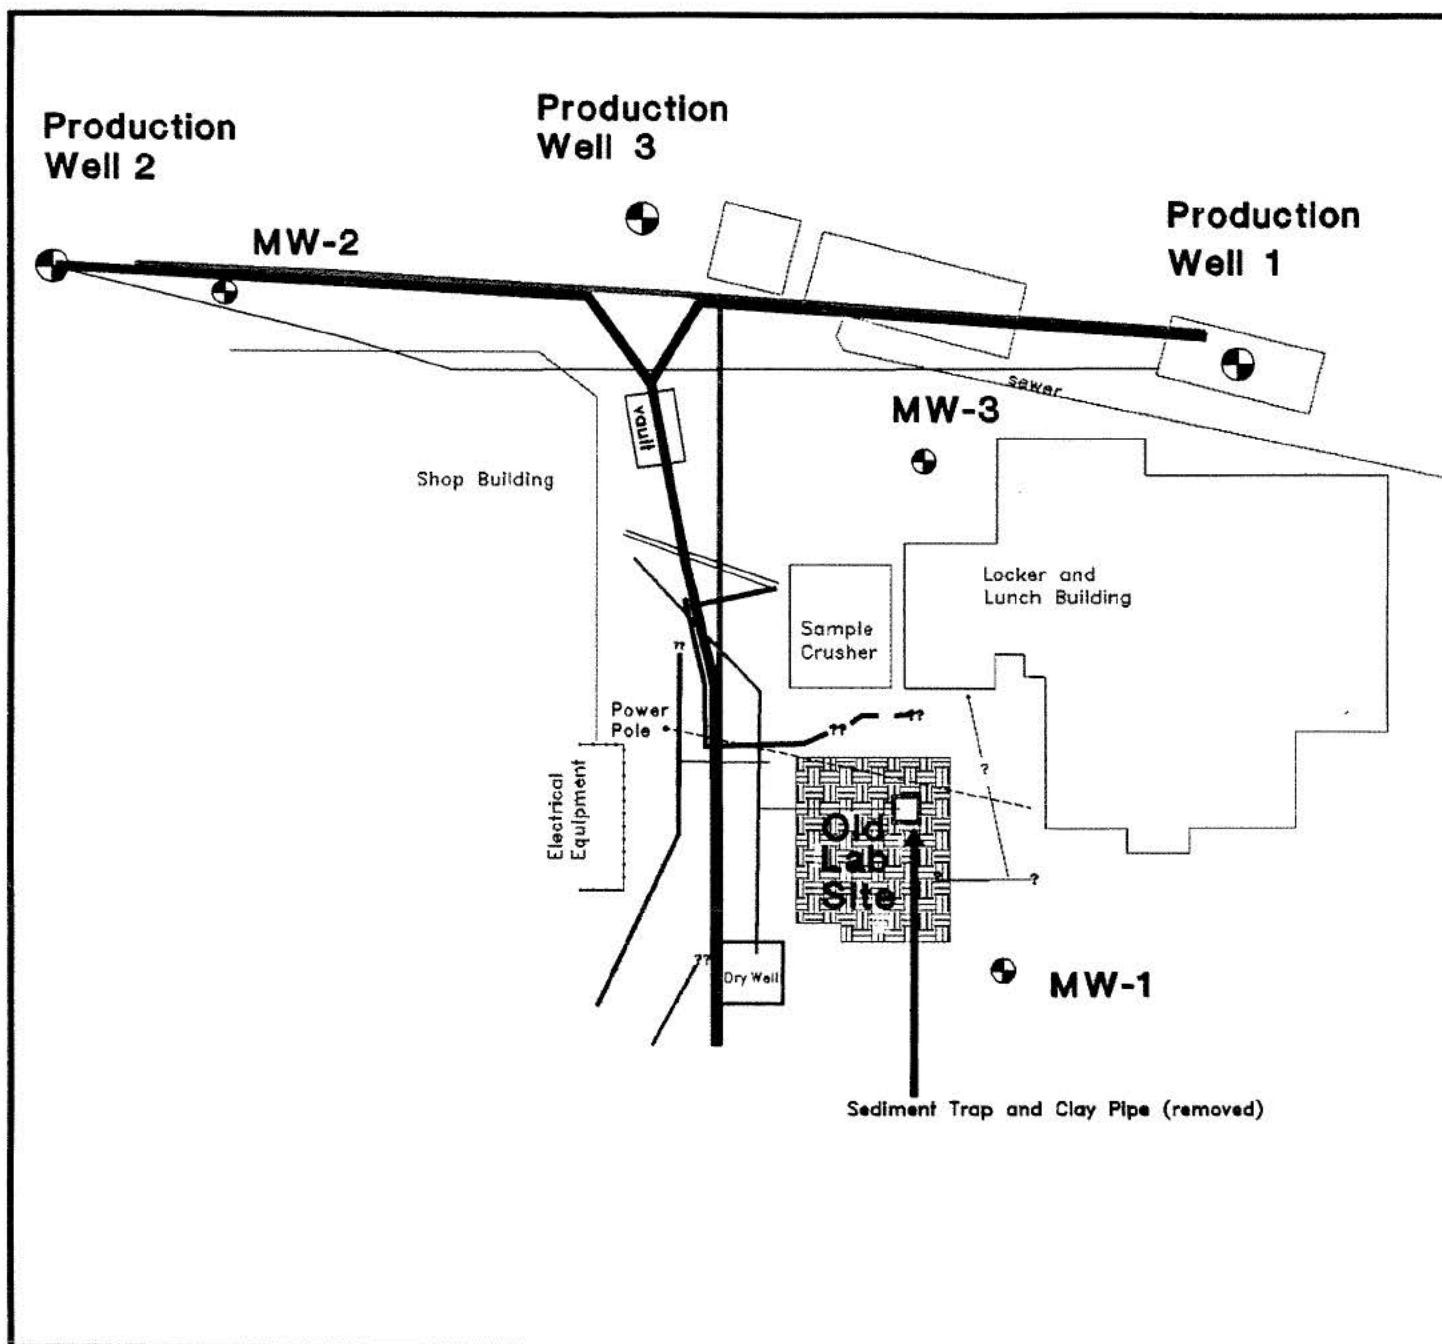 Production
Well 2
Production
Well 3
Production
Well 1
MW-2
vault
sewer
MW-3
Shop Building
Locker and
Lunch Building
Sample
Crusher
??
Power
Pole
??
??
?
Electrical
Equipment
Old
Lab
Site
?
?
??
Dry Well
MW-1
Sediment Trap and Clay Pipe (removed)